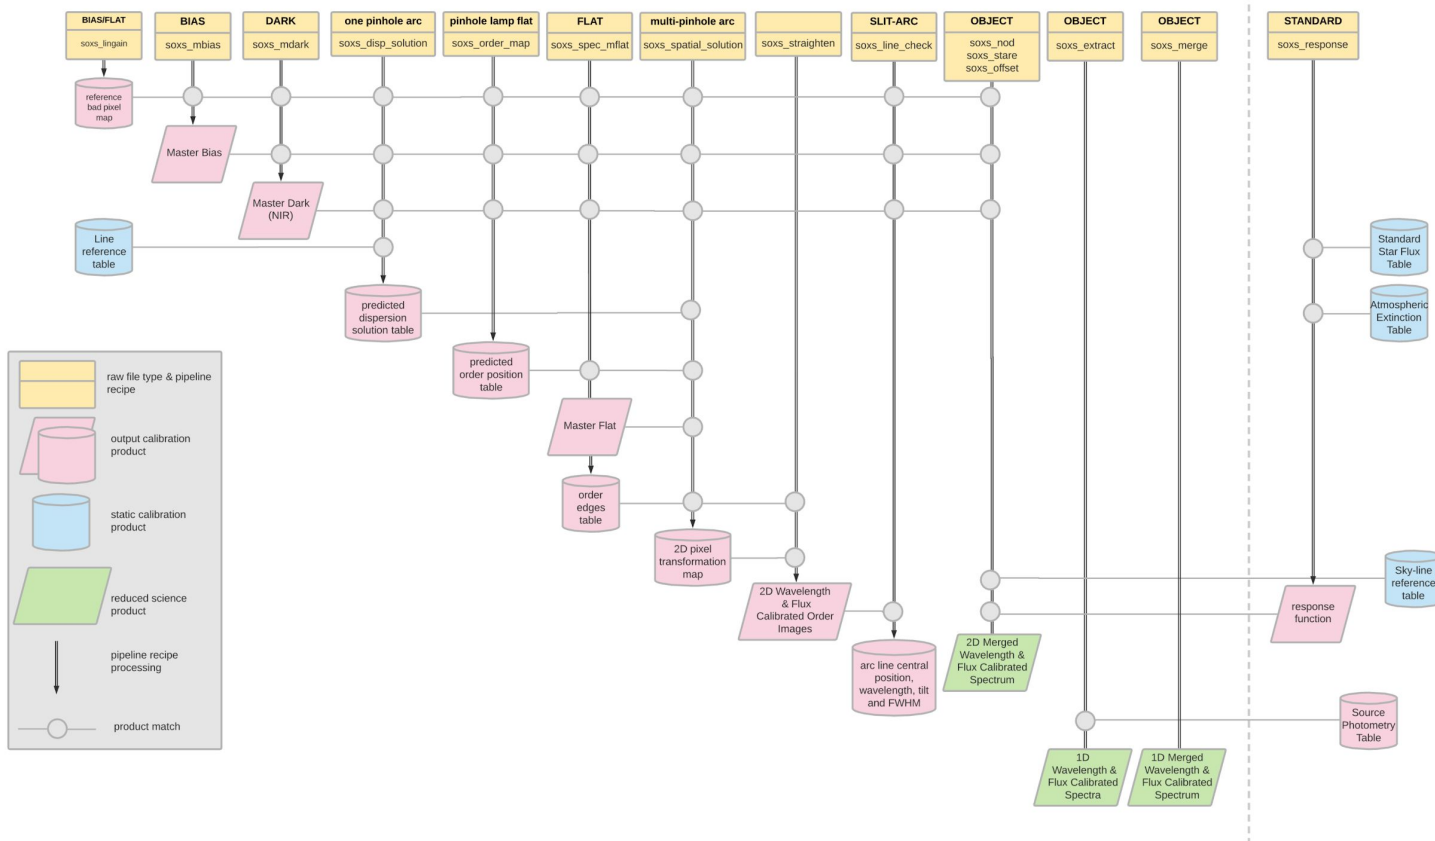 BIAS/FLAT
soxs_lingain
BIAS
soxs_mbias
DARK
soxs_mdark
one pinhole arc
soxs_disp_solution
pinhole lamp flat
soxs_order_map
FLAT
soxs_spec_mflat
multi-pinhole arc
soxs_spatial_solution
soxs_straighten
SLIT-ARC
soxs_line_check
OBJECT
soxs_nod
soxs_stare
soxs_offset
OBJECT
soxs_extract
OBJECT
soxs_merge
STANDARD
soxs_response
reference
bad pixel
map
Master Bias
Master Dark
(NIR)
Line
reference
table
Standard
Star Flux
Table
predicted
dispersion
solution table
Atmospheric
Extinction
Table
predicted
order position
table
Master Flat
order
edges
table
2D pixel
transformation
map
2D Wavelength
& Flux
Calibrated Order
Images
arc line central
position,
wavelength, tilt
and FWHM
2D Merged
Wavelength &
Flux Calibrated
Spectrum
Sky-line
reference
table
response
function
Source
Photometry
Table
1D
Wavelength &
Flux Calibrated
Spectra
1D Merged
Wavelength &
Flux Calibrated
Spectrum
raw file type & pipeline
recipe
output calibration
product
static calibration
product
reduced science
product
pipeline recipe
processing
product match